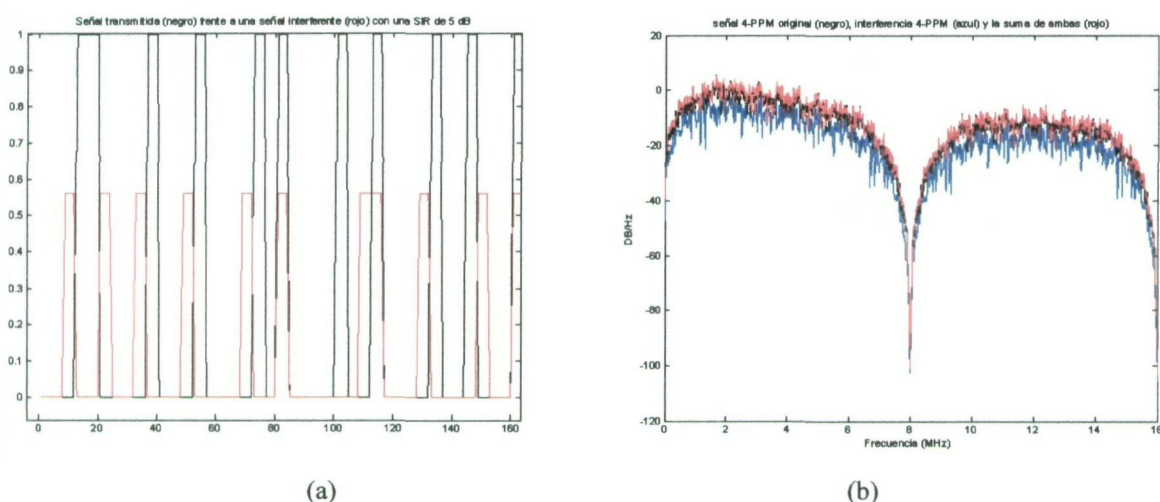 Señal transmitida (negro) frente a una señal interferente (rojo) con una SIR de 5 dB
1
0.9
0.8
0.7
0.6
0.5
0.4
0.3
0.2
0.1
0
0 20 40 60 80 100 120 140 160
(a)
señal 4-PPM original (negro), interferencia 4-PPM (azul) y la suma de ambas (rojo)
20
0
-20
-40
-60
-80
-100
-120
DB/Hz
0 2 4 6 8 10 12 14 16
Frecuencia (MHz)
(b)